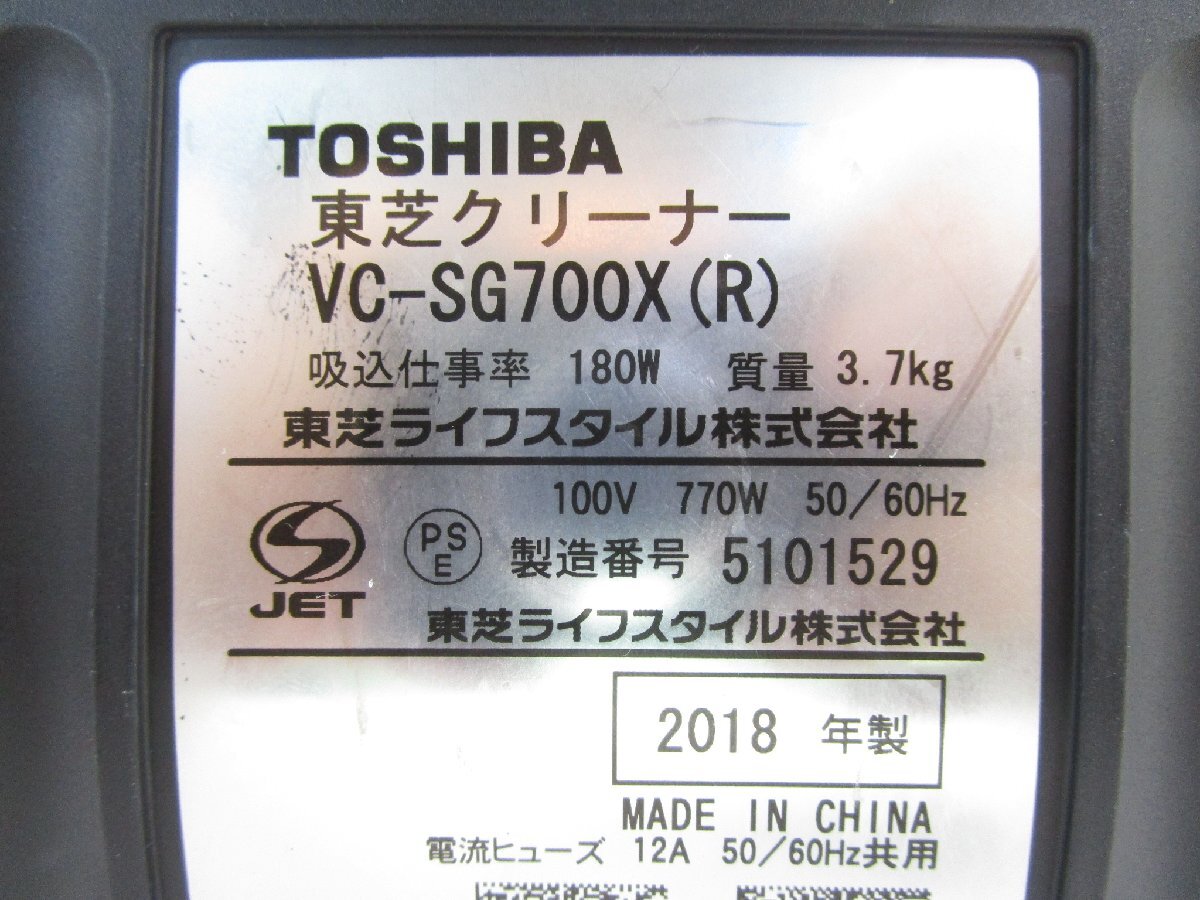 TOSHIBA
東芝クリーナー
VC-SG700X(R)
吸込仕事率 180W 質量 3.7kg
東芝ライフスタイル株式会社
100V 770W 50/60Hz
JET
PS
E
製造番号 5101529
東芝ライフスタイル株式会社
2018 年製
MADE IN CHINA
電流ヒューズ 12A 50/60Hz共用